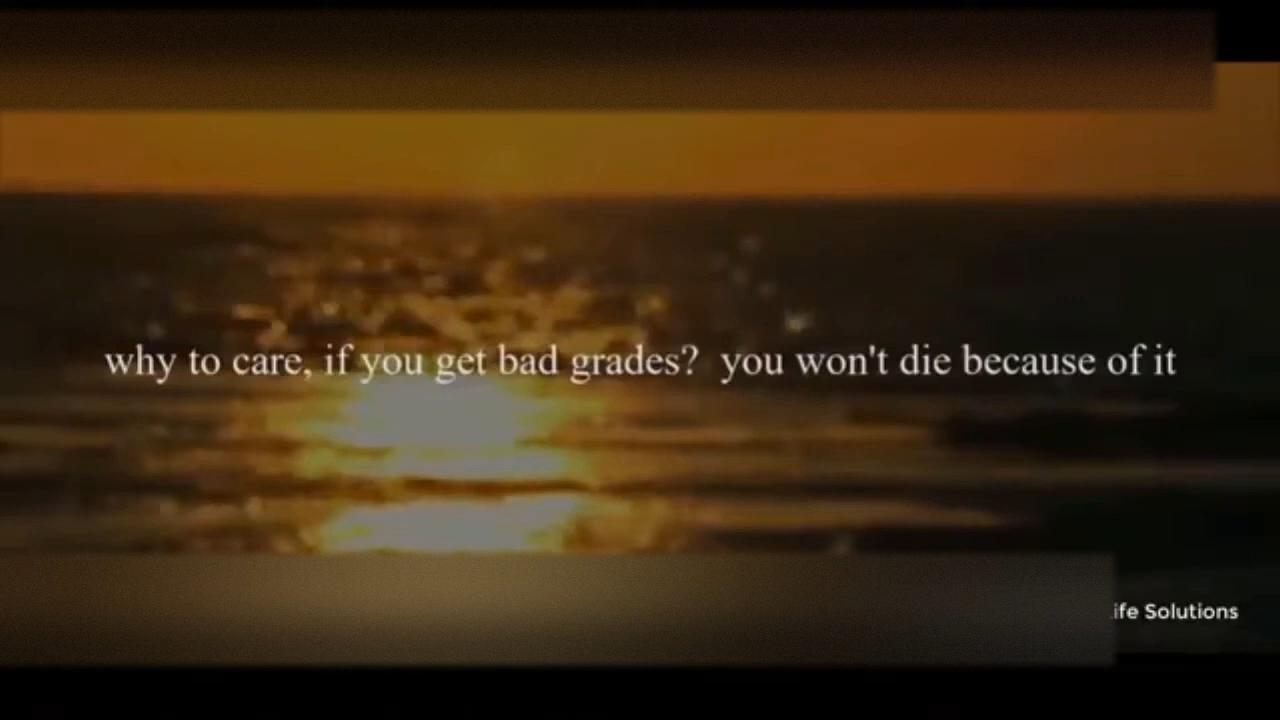 why to care, if you get bad grades?  you won't die because of it
ife Solutions